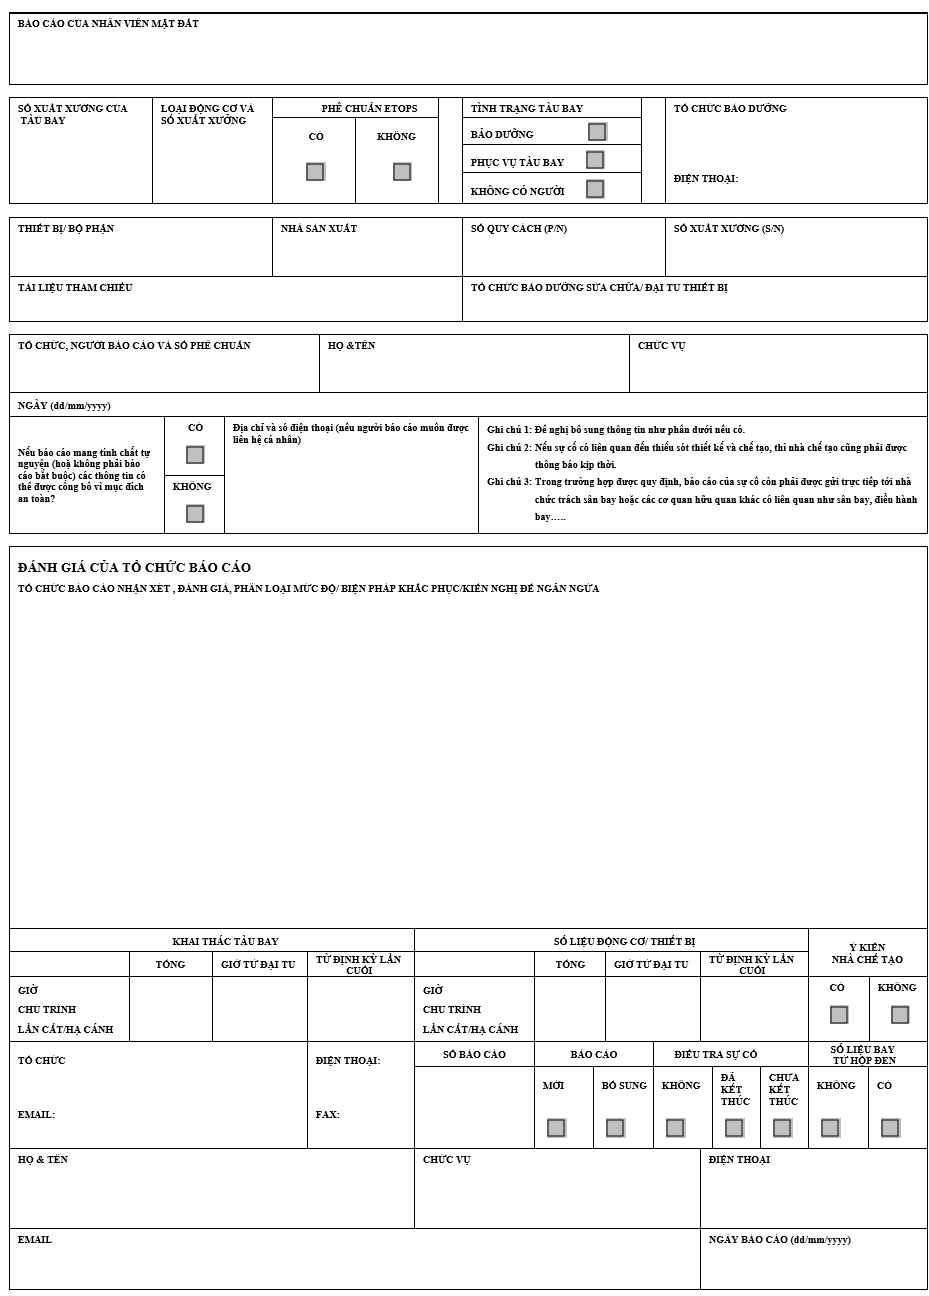 BÁO CÁO CỦA NHÂN VIÊN MẶT ĐẤT
SỐ XUẤT XƯỞNG CỦA
TÀU BAY
LOẠI ĐỘNG CƠ VÀ
SỐ XUẤT XƯỞNG
PHÊ CHUẨN ETOPS
CÓ
KHÔNG
TÌNH TRẠNG TÀU BAY
BẢO DƯỠNG
PHỤC VỤ TÀU BAY
KHÔNG CÓ NGƯỜI
TỔ CHỨC BẢO DƯỠNG
ĐIỆN THOẠI:
THIẾT BỊ/ BỘ PHẬN
NHÀ SẢN XUẤT
SỐ QUY CÁCH (P/N)
SỐ XUẤT XƯỞNG (S/N)
TÀI LIỆU THAM CHIẾU
TỔ CHỨC BẢO DƯỠNG SỬA CHỮA/ ĐẠI TU THIẾT BỊ
TỔ CHỨC, NGƯỜI BÁO CÁO VÀ SỐ PHÊ CHUẨN
HỌ &TÊN
CHỨC VỤ
NGÀY (dd/mm/yyyy)
Nếu báo cáo mang tính chất tự
nguyện (hoặ không phải báo
cáo bắt buộc) các thông tin có
thể được công bố vì mục đích
an toàn?
CÓ
KHÔNG
Địa chỉ và số điện thoại (nếu người báo cáo muốn được
liên hệ cá nhân)
Ghi chú 1: Đề nghị bổ sung thông tin như phần dưới nếu có.
Ghi chú 2: Nếu sự cố có liên quan đến thiếu sót thiết kế và chế tạo, thì nhà chế tạo cũng phải được
thông báo kịp thời.
Ghi chú 3: Trong trường hợp được quy định, báo cáo của sự cố còn phải được gửi trực tiếp tới nhà
chức trách sân bay hoặc các cơ quan hữu quan khác có liên quan như sân bay, điều hành
bay…..
ĐÁNH GIÁ CỦA TỔ CHỨC BÁO CÁO
TỔ CHỨC BÁO CÁO NHẬN XÉT , ĐÁNH GIÁ, PHÂN LOẠI MỨC ĐỘ/ BIỆN PHÁP KHẮC PHỤC/KIẾN NGHỊ ĐỂ NGĂN NGỪA
KHAI THÁC TÀU BAY
SỐ LIỆU ĐỘNG CƠ/ THIẾT BỊ
Ý KIẾN
NHÀ CHẾ TẠO
TỔNG
GIỜ TỪ ĐẠI TU
TỪ ĐỊNH KỲ LẦN
CUỐI
TỔNG
GIỜ TỪ ĐẠI TU
TỪ ĐỊNH KỲ LẦN
CUỐI
GIỜ
CHU TRÌNH
LẦN CẤT/HẠ CÁNH
GIỜ
CHU TRÌNH
LẦN CẤT/HẠ CÁNH
CÓ
KHÔNG
TỔ CHỨC
EMAIL:
ĐIỆN THOẠI:
FAX:
SỐ BÁO CÁO
BÁO CÁO
MỚI
BỔ SUNG
ĐIỀU TRA SỰ CỐ
KHÔNG
ĐÃ
KẾT
THÚC
CHƯA
KẾT
THÚC
SỐ LIỆU BAY
TỪ HỘP ĐEN
KHÔNG
CÓ
HỌ & TÊN
CHỨC VỤ
ĐIỆN THOẠI
EMAIL
NGÀY BÁO CÁO (dd/mm/yyyy)